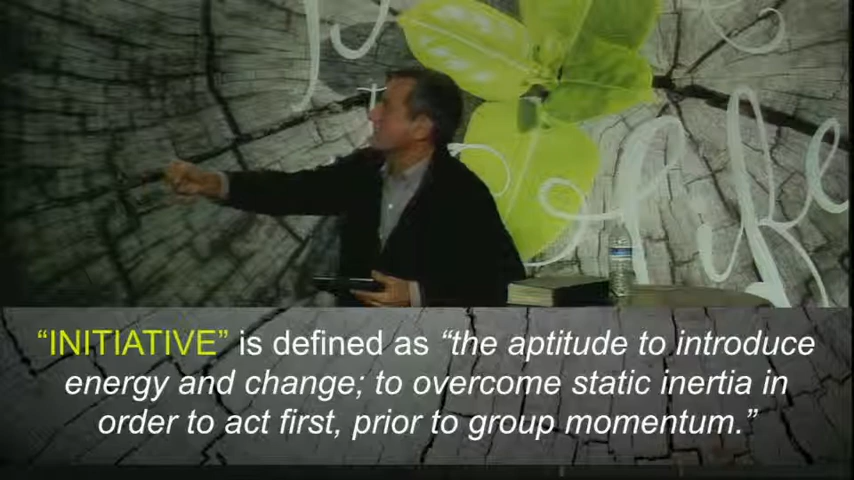 “INITIATIVE” is defined as “the aptitude to introduce
energy and change; to overcome static inertia in
order to act first, prior to group momentum.”